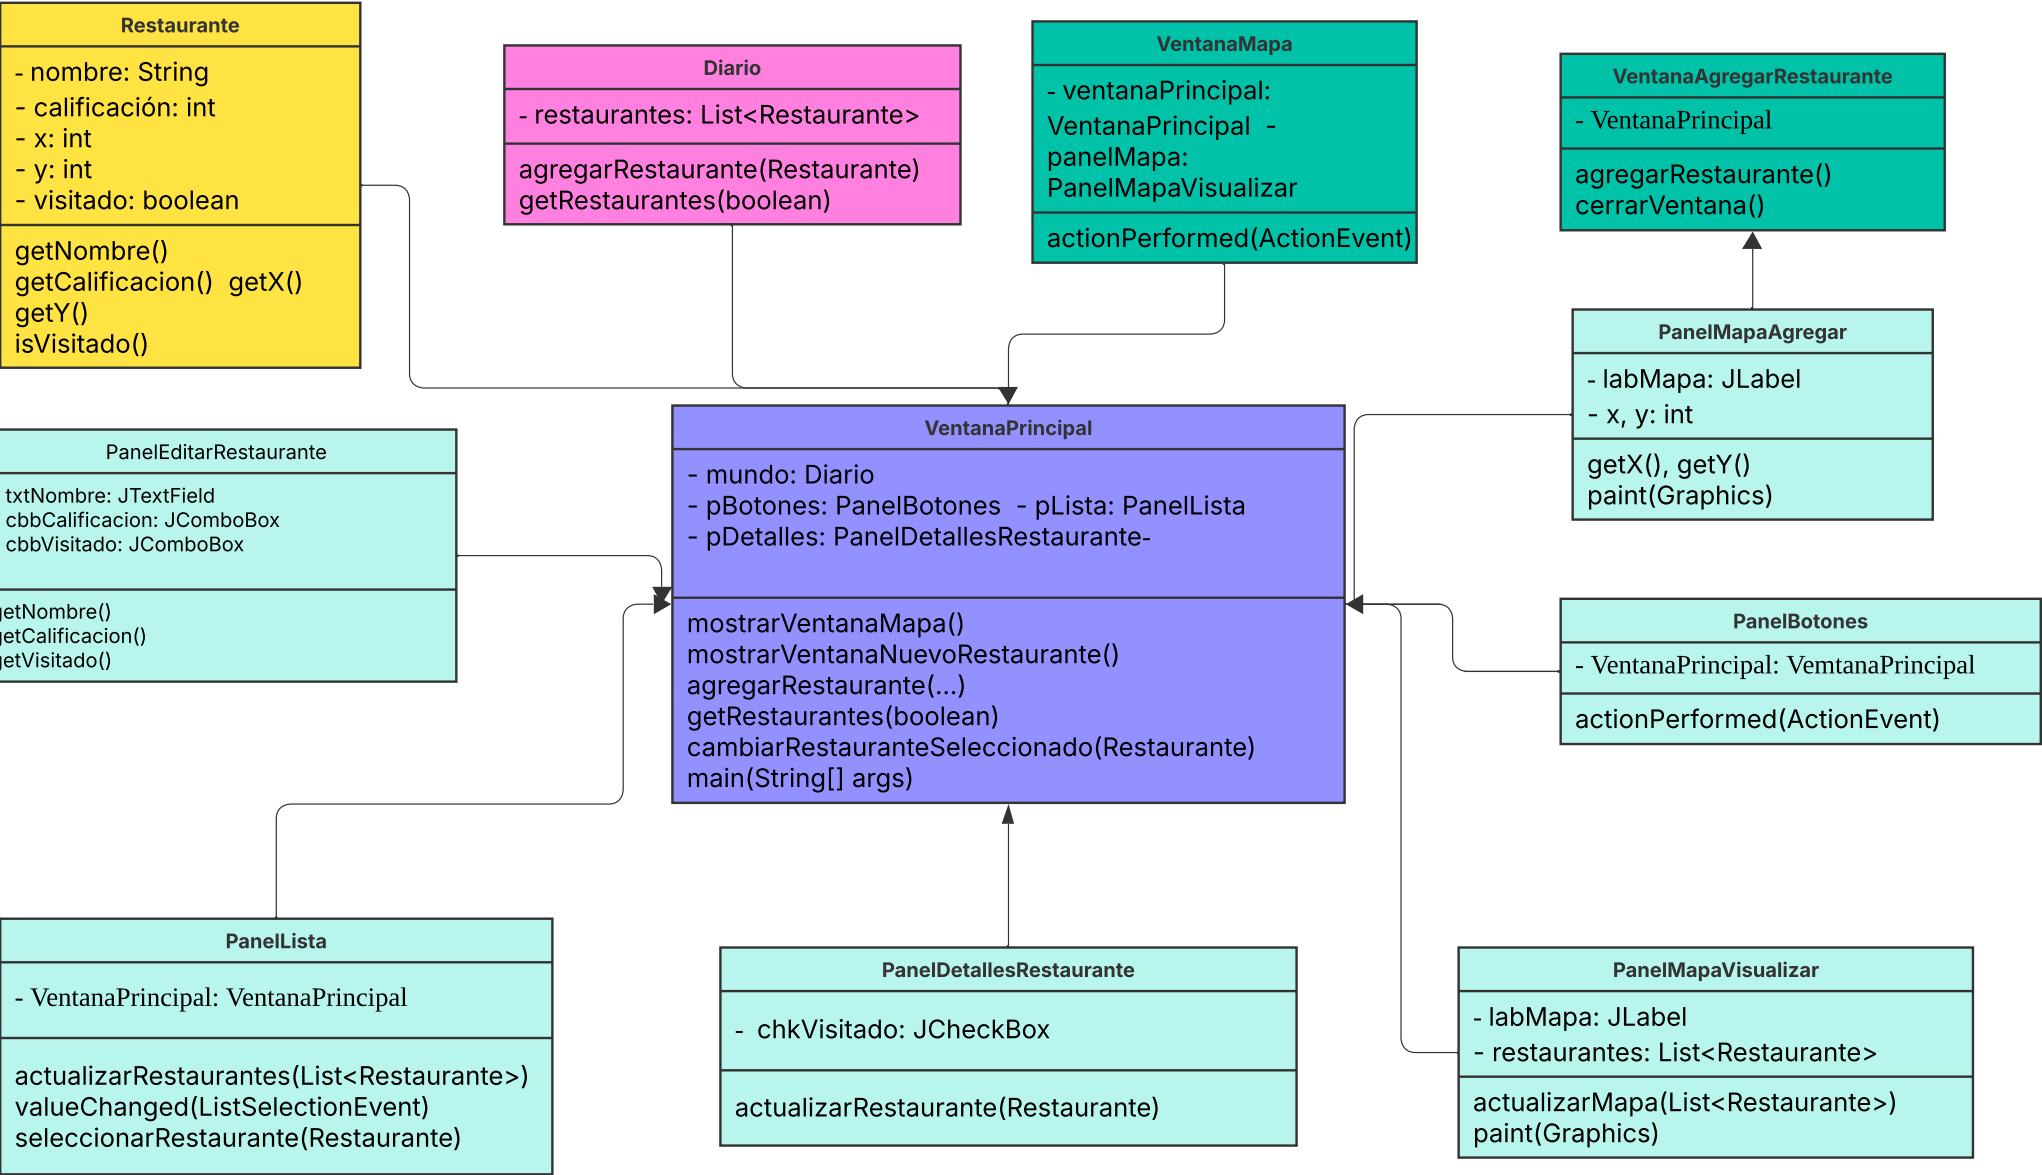 Restaurante
- nombre: String
- calificación: int
- x: int
- y: int
- visitado: boolean
getNombre()
getCalificacion()  getX()
getY()
isVisitado()
Diario
- restaurantes: List<Restaurante>
agregarRestaurante(Restaurante)
getRestaurantes(boolean)
VentanaMapa
- ventanaPrincipal:
VentanaPrincipal  -
panelMapa:
PanelMapaVisualizar
actionPerformed(ActionEvent)
VentanaAgregarRestaurante
- VentanaPrincipal
agregarRestaurante()
cerrarVentana()
PanelMapaAgregar
- labMapa: JLabel
- x, y: int
getX(), getY()
paint(Graphics)
PanelEditarRestaurante
txtNombre: JTextField
cbbCalificacion: JComboBox
cbbVisitado: JComboBox
getNombre()
getCalificacion()
getVisitado()
VentanaPrincipal
- mundo: Diario
- pBotones: PanelBotones  - pLista: PanelLista
- pDetalles: PanelDetallesRestaurante-
mostrarVentanaMapa()
mostrarVentanaNuevoRestaurante()
agregarRestaurante(...)
getRestaurantes(boolean)
cambiarRestauranteSeleccionado(Restaurante)
main(String[] args)
PanelBotones
- VentanaPrincipal: VemtanaPrincipal
actionPerformed(ActionEvent)
PanelLista
- VentanaPrincipal: VentanaPrincipal
actualizarRestaurantes(List<Restaurante>)
valueChanged(ListSelectionEvent)
seleccionarRestaurante(Restaurante)
PanelDetallesRestaurante
-  chkVisitado: JCheckBox
actualizarRestaurante(Restaurante)
PanelMapaVisualizar
- labMapa: JLabel
- restaurantes: List<Restaurante>
actualizarMapa(List<Restaurante>)
paint(Graphics)